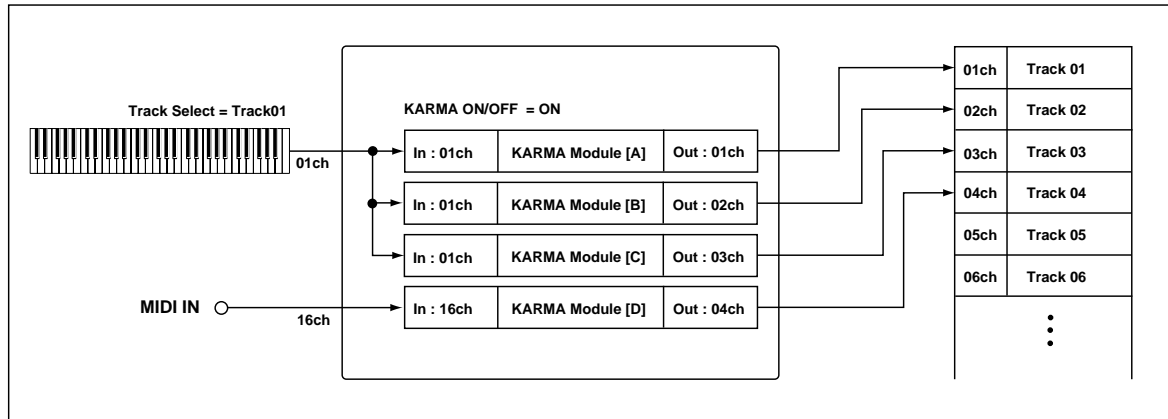 Track Select = Track01
01ch
KARMA ON/OFF = ON
In : 01ch KARMA Module [A] Out : 01ch
In : 01ch KARMA Module [B] Out : 02ch
In : 01ch KARMA Module [C] Out : 03ch
MIDI IN
16ch
In : 16ch KARMA Module [D] Out : 04ch
01ch Track 01
02ch Track 02
03ch Track 03
04ch Track 04
05ch Track 05
06ch Track 06